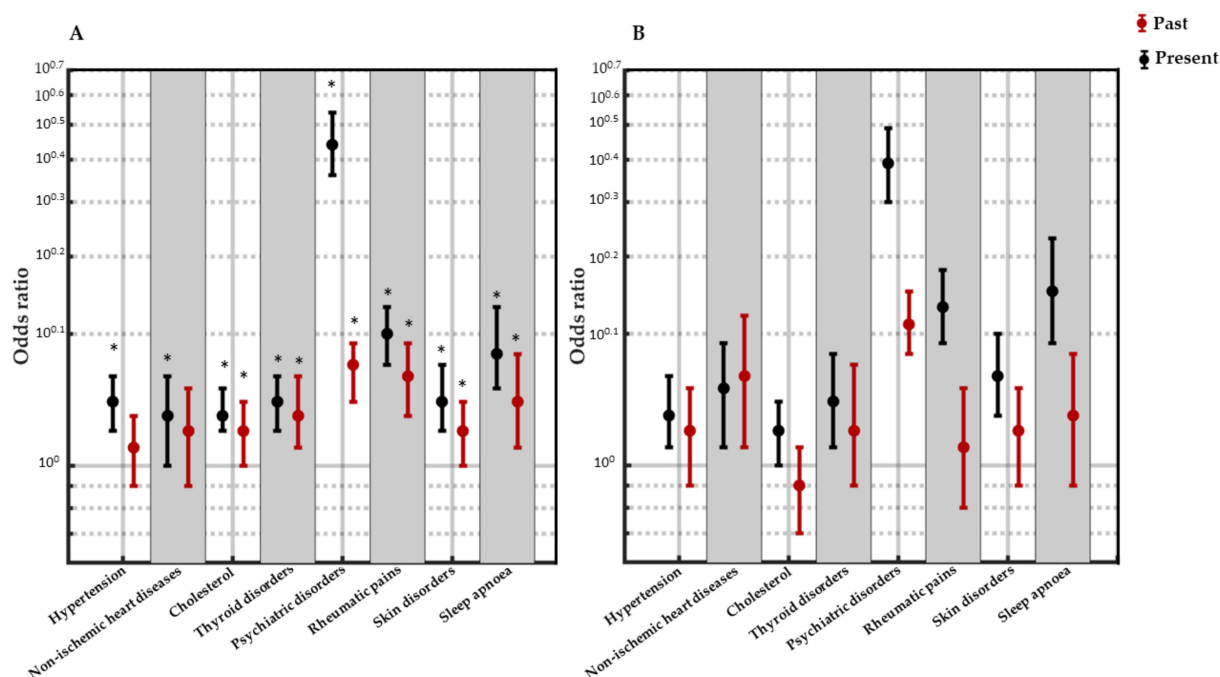 A
B
Past
Present
Odds ratio
10^0.7
10^0.6
10^0.5
10^0.4
10^0.3
10^0.2
10^0.1
10^0
* * * * * * * * * * * * * *
Hypertension
Non-ischemic heart diseases
Cholesterol
Thyroid disorders
Psychiatric disorders
Rheumatic pains
Skin disorders
Sleep apnoea
Odds ratio
10^0.7
10^0.6
10^0.5
10^0.4
10^0.3
10^0.2
10^0.1
10^0
Hypertension
Non-ischemic heart diseases
Cholesterol
Thyroid disorders
Psychiatric disorders
Rheumatic pains
Skin disorders
Sleep apnoea